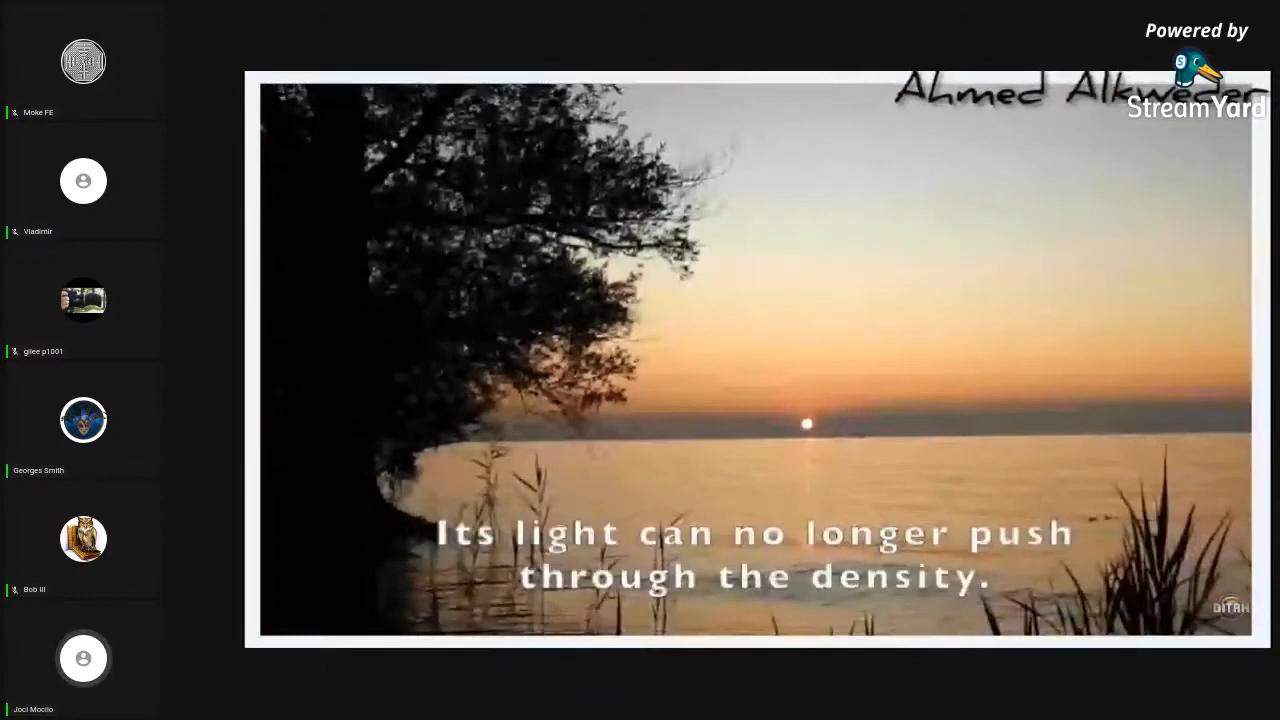 Powered by
Ahmed Alkweder
StreamYard
Moke FE
Vladimir
gilee p1001
Georges Smith
Bob III
Joci Mocilo
Its light can no longer push
through the density.
DITRH